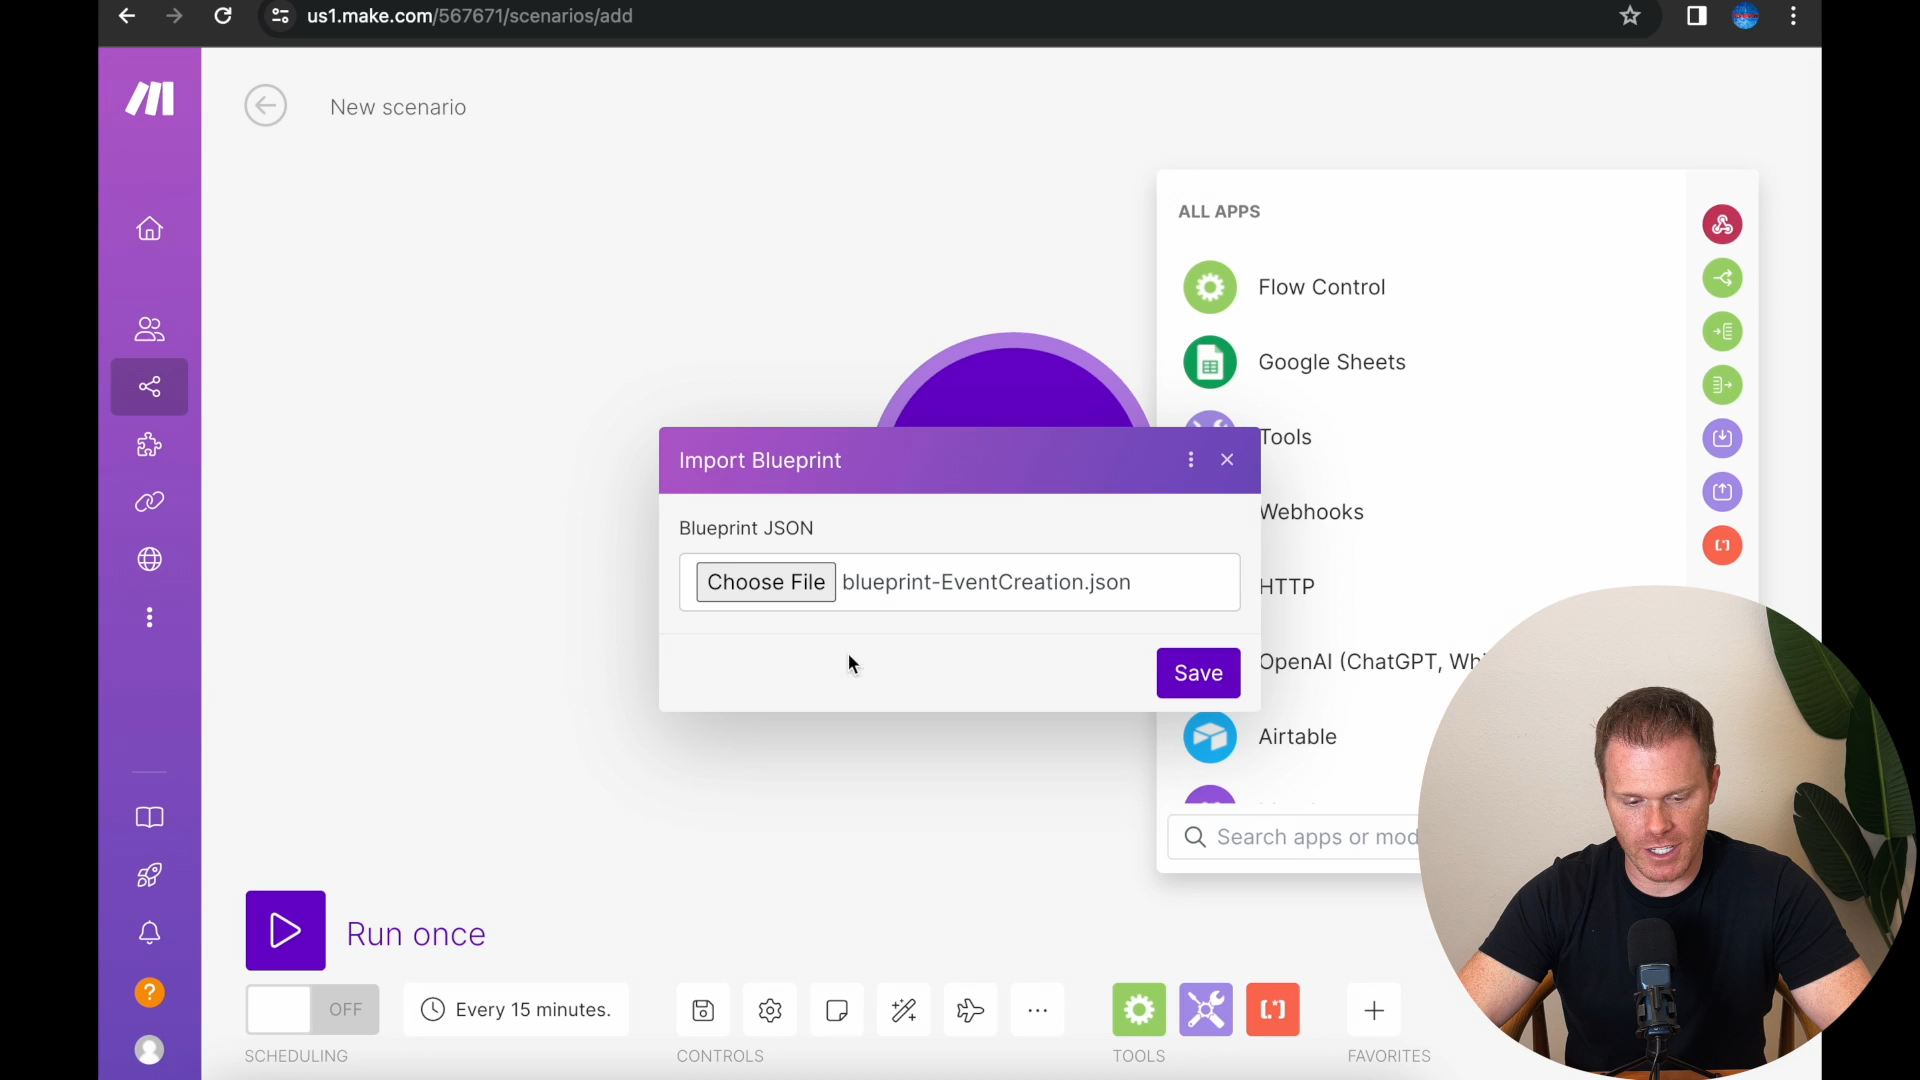 us1.make.com/567671/scenarios/add
New scenario
ALL APPS
Flow Control
Google Sheets
Tools
Webhooks
HTTP
OpenAI (ChatGPT, Whi
Airtable
Import Blueprint
Blueprint JSON
Choose File blueprint-EventCreation.json
Save
Search apps or mod
Run once
OFF
Every 15 minutes.
SCHEDULING
CONTROLS
TOOLS
FAVORITES